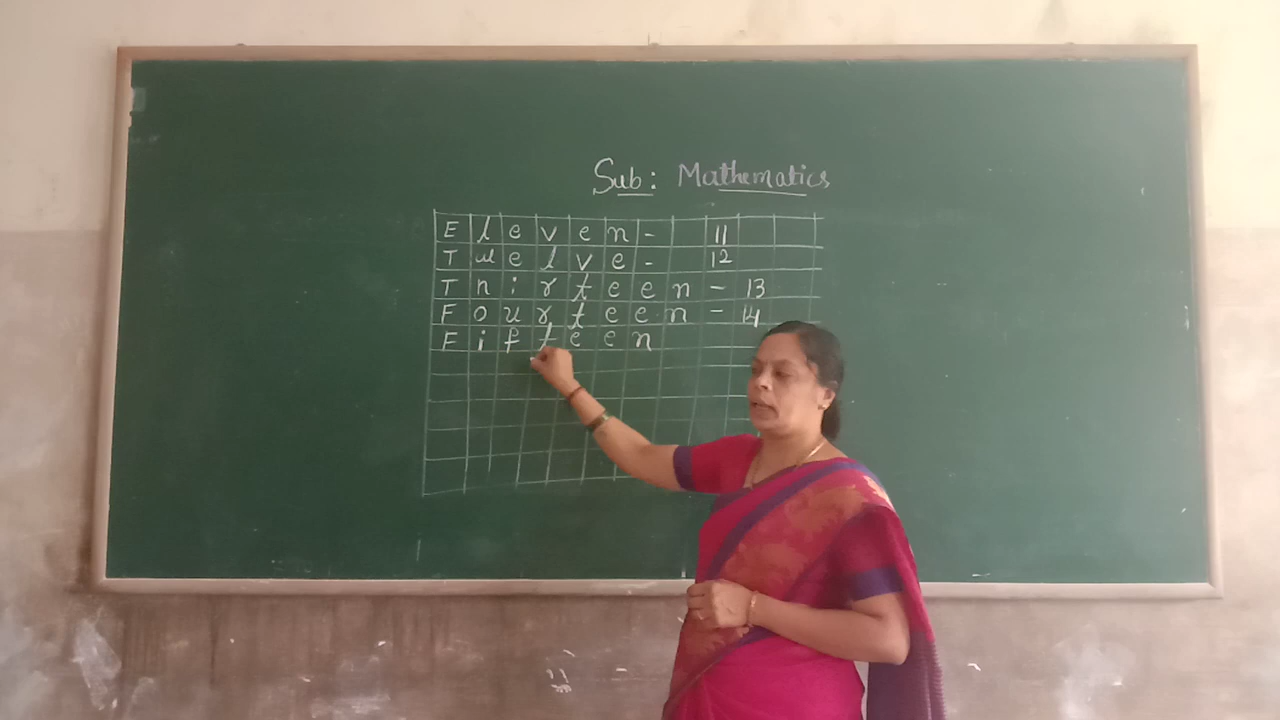 Sub: Mathematics
Eleven - 11
Twelve - 12
Thirteen - 13
Fourteen - 14
Fifteen